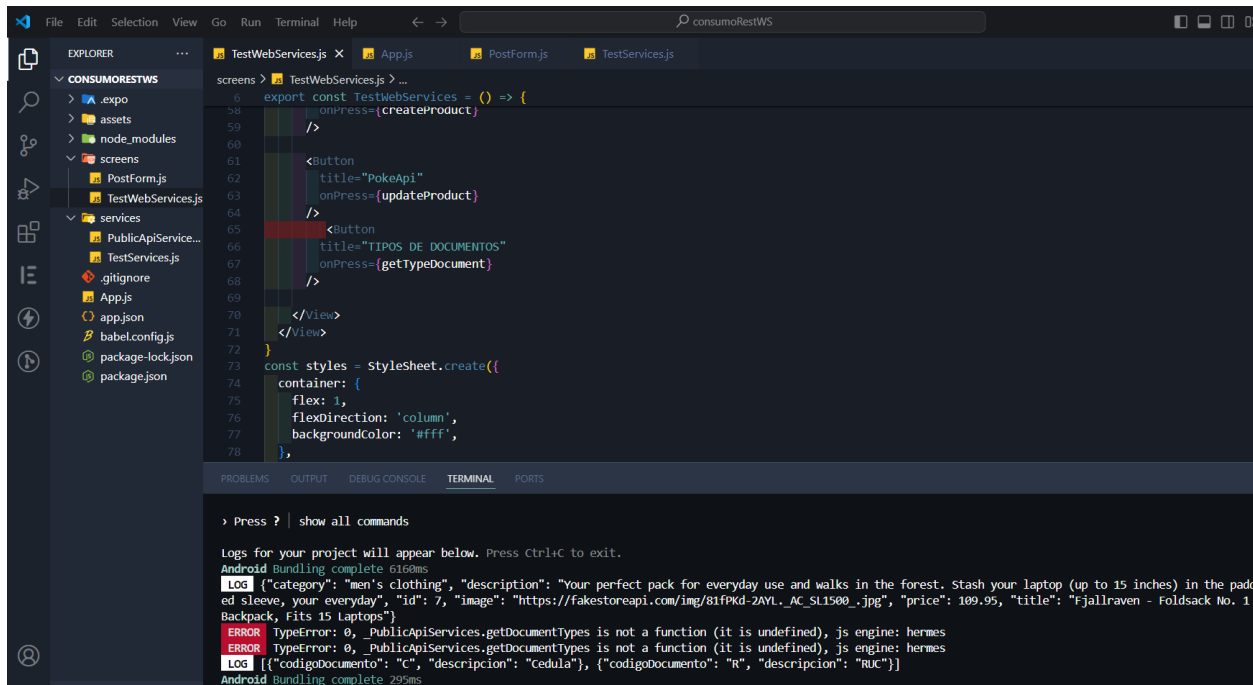 File Edit Selection View Go Run Terminal Help
consumoRestWS
EXPLORER
CONSUMORESTWS
.expo
assets
node_modules
screens
PostForm.js
TestWebServices.js
services
PublicApiService...
TestServices.js
.gitignore
App.js
app.json
babel.config.js
package-lock.json
package.json
TestWebServices.js App.js PostForm.js TestServices.js
screens > TestWebServices.js > ...
6 export const TestWebServices = () => {
58 onPress={createProduct}
59 />
60
61 <Button
62 title="PokeApi"
63 onPress={updateProduct}
64 />
65 <Button
66 title="TIPOS DE DOCUMENTOS"
67 onPress={getTypeDocument}
68 />
69
70 </View>
71 </View>
72 }
73 const styles = StyleSheet.create({
74 container: {
75 flex: 1,
76 flexDirection: 'column',
77 backgroundColor: '#fff',
78 },
PROBLEMS OUTPUT DEBUG CONSOLE TERMINAL PORTS
› Press ? │ show all commands
Logs for your project will appear below. Press Ctrl+C to exit.
Android Bundling complete 6160ms
LOG {"category": "men's clothing", "description": "Your perfect pack for everyday use and walks in the forest. Stash your laptop (up to 15 inches) in the padd
ed sleeve, your everyday", "id": 7, "image": "https://fakestoreapi.com/img/81fPKd-2AYL._AC_SL1500_.jpg", "price": 109.95, "title": "Fjallraven - Foldsack No. 1
Backpack, Fits 15 Laptops"}
ERROR TypeError: 0, _PublicApiServices.getDocumentTypes is not a function (it is undefined), js engine: hermes
ERROR TypeError: 0, _PublicApiServices.getDocumentTypes is not a function (it is undefined), js engine: hermes
LOG [{"codigoDocumento": "C", "descripcion": "Cedula"}, {"codigoDocumento": "R", "descripcion": "RUC"}]
Android Bundling complete 295ms